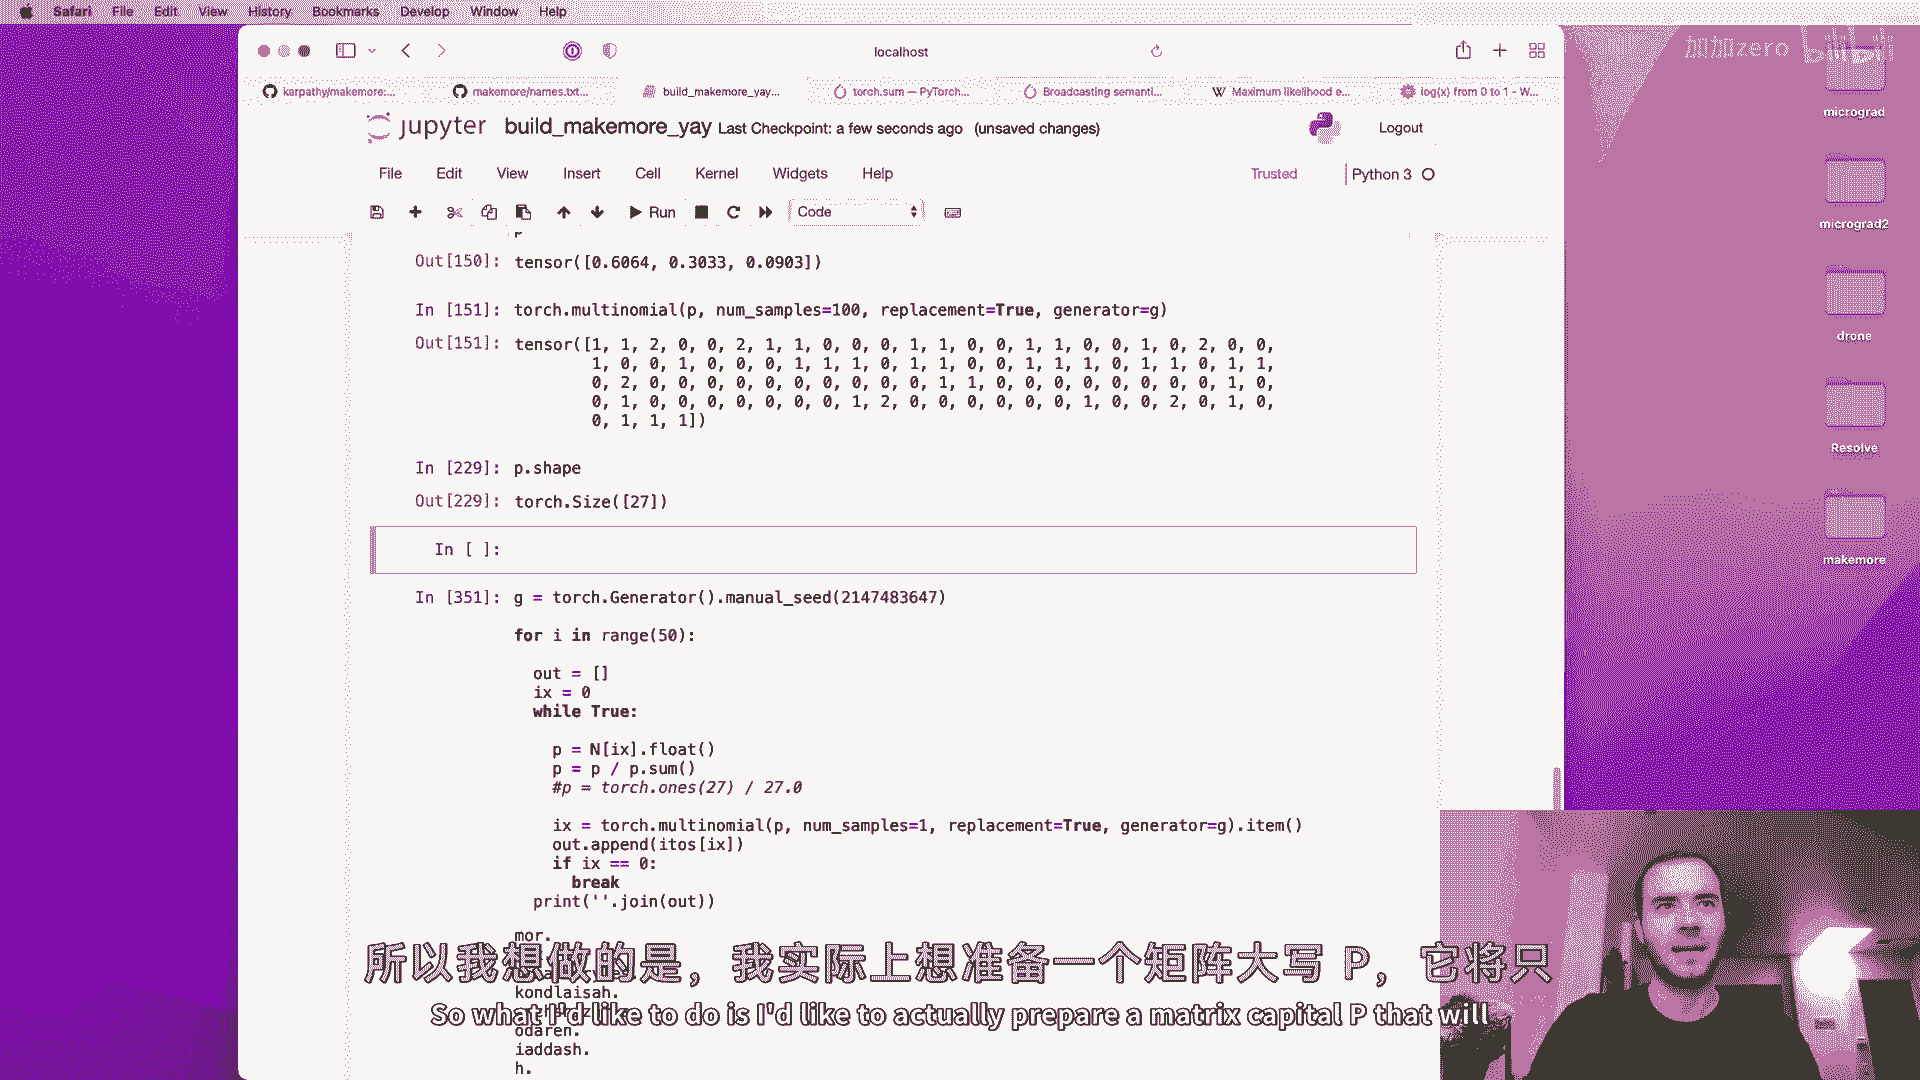 Safari File Edit View History Bookmarks Develop Window Help
localhost
加加zero bilibili
karpathy/makemore:...
makemore/names.txt...
build_makemore_yay...
torch.sum — PyTorch...
Broadcasting semanti...
Maximum likelihood e...
log(x) from 0 to 1 - W...
jupyter build_makemore_yay Last Checkpoint: a few seconds ago (unsaved changes)
Logout
File Edit View Insert Cell Kernel Widgets Help
Trusted
Python 3
Run
Code
Out[150]: tensor([0.6064, 0.3033, 0.0903])
In [151]: torch.multinomial(p, num_samples=100, replacement=True, generator=g)
Out[151]: tensor([1, 1, 2, 0, 0, 2, 1, 1, 0, 0, 0, 1, 1, 0, 0, 1, 1, 0, 0, 1, 0, 2, 0, 0,
1, 0, 0, 1, 0, 0, 0, 1, 1, 1, 0, 1, 1, 0, 0, 1, 1, 1, 0, 1, 1, 0, 1, 1,
0, 2, 0, 0, 0, 0, 0, 0, 0, 0, 0, 0, 1, 1, 0, 0, 0, 0, 0, 0, 0, 0, 1, 0,
0, 1, 0, 0, 0, 0, 0, 0, 0, 1, 2, 0, 0, 0, 0, 0, 0, 1, 0, 0, 2, 0, 1, 0,
0, 1, 1, 1])
In [229]: p.shape
Out[229]: torch.Size([27])
In [ ]:
In [351]: g = torch.Generator().manual_seed(2147483647)
for i in range(50):
out = []
ix = 0
while True:
p = N[ix].float()
p = p / p.sum()
#p = torch.ones(27) / 27.0
ix = torch.multinomial(p, num_samples=1, replacement=True, generator=g).item()
out.append(itos[ix])
if ix == 0:
break
print(''.join(out))
mor.
所以我想做的是，我实际上想准备一个矩阵大写 P，它将只
kondlaisah.
So what I'd like to do is I'd like to actually prepare a matrix capital P that will
odaren.
iaddash.
h.
micrograd
micrograd2
drone
Resolve
makemore